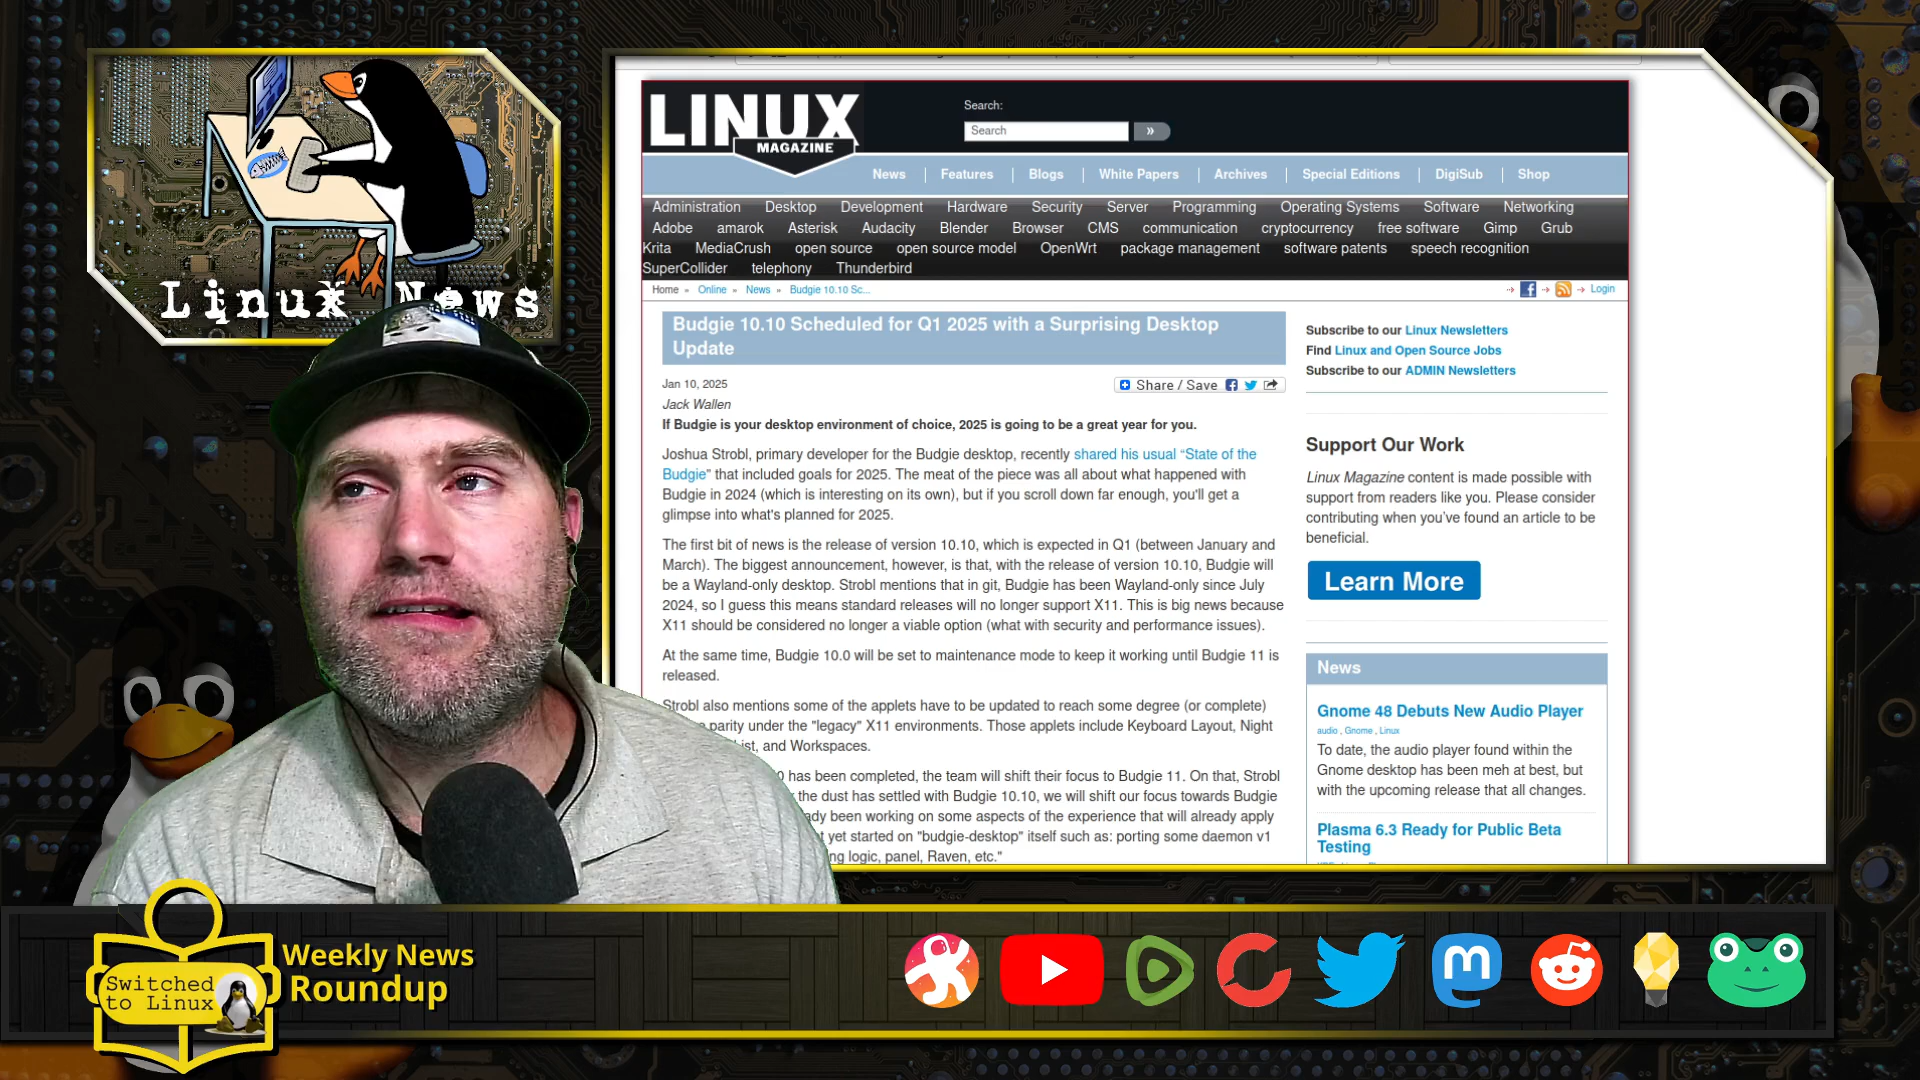 Linux News
LINUX
MAGAZINE
Search:
Search
»
News
Features
Blogs
White Papers
Archives
Special Editions
DigiSub
Shop
Administration Desktop Development Hardware Security Server Programming Operating Systems Software Networking
Adobe amarok Asterisk Audacity Blender Browser CMS communication cryptocurrency free software Gimp Grub
Krita MediaCrush open source open source model OpenWrt package management software patents speech recognition
SuperCollider telephony Thunderbird
Home » Online » News » Budgie 10.10 Sc...
Login
Budgie 10.10 Scheduled for Q1 2025 with a Surprising Desktop
Update
Jan 10, 2025
Share / Save
Jack Wallen
If Budgie is your desktop environment of choice, 2025 is going to be a great year for you.
Joshua Strobl, primary developer for the Budgie desktop, recently shared his usual “State of the
Budgie” that included goals for 2025. The meat of the piece was all about what happened with
Budgie in 2024 (which is interesting on its own), but if you scroll down far enough, you'll get a
glimpse into what's planned for 2025.
The first bit of news is the release of version 10.10, which is expected in Q1 (between January and
March). The biggest announcement, however, is that, with the release of version 10.10, Budgie will
be a Wayland-only desktop. Strobl mentions that in git, Budgie has been Wayland-only since July
2024, so I guess this means standard releases will no longer support X11. This is big news because
X11 should be considered no longer a viable option (what with security and performance issues).
At the same time, Budgie 10.0 will be set to maintenance mode to keep it working until Budgie 11 is
released.
Strobl also mentions some of the applets have to be updated to reach some degree (or complete)
parity under the "legacy" X11 environments. Those applets include Keyboard Layout, Night
and Workspaces.
has been completed, the team will shift their focus to Budgie 11. On that, Strobl
the dust has settled with Budgie 10.10, we will shift our focus towards Budgie
been working on some aspects of the experience that will already apply
yet started on "budgie-desktop" itself such as: porting some daemon v1
logic, panel, Raven, etc."
Subscribe to our Linux Newsletters
Find Linux and Open Source Jobs
Subscribe to our ADMIN Newsletters
Support Our Work
Linux Magazine content is made possible with
support from readers like you. Please consider
contributing when you've found an article to be
beneficial.
Learn More
News
Gnome 48 Debuts New Audio Player
audio , Gnome , Linux
To date, the audio player found within the
Gnome desktop has been meh at best, but
with the upcoming release that all changes.
Plasma 6.3 Ready for Public Beta
Testing
Switched
to Linux
Weekly News
Roundup